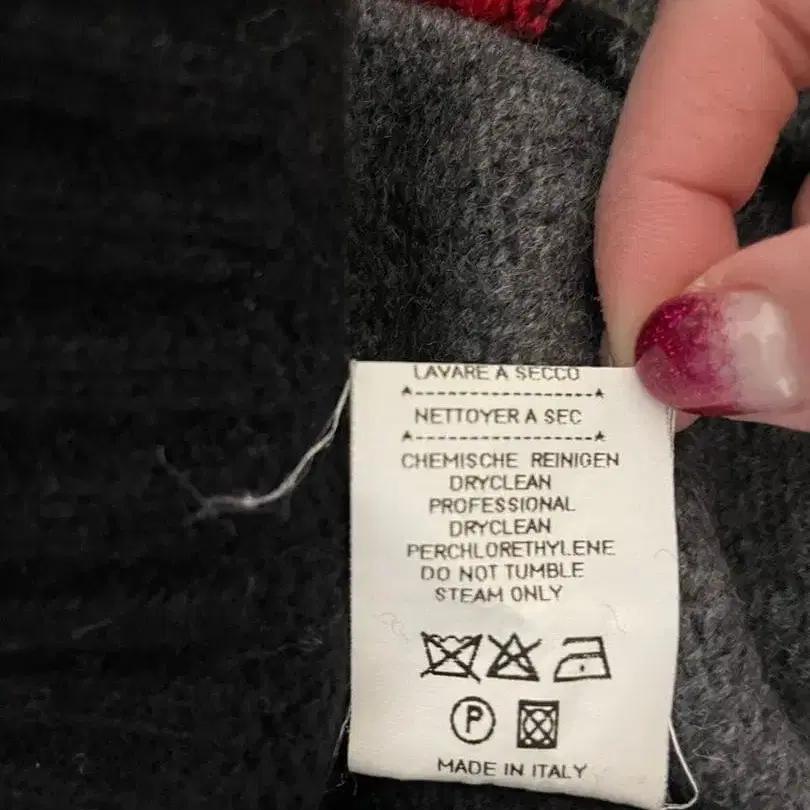 LAVARE A SECCO
NETTOYER A SEC
CHEMISCHE REINIGEN
DRYCLEAN
PROFESSIONAL
DRYCLEAN
PERCHLORETHYLENE
DO NOT TUMBLE
STEAM ONLY
P
MADE IN ITALY